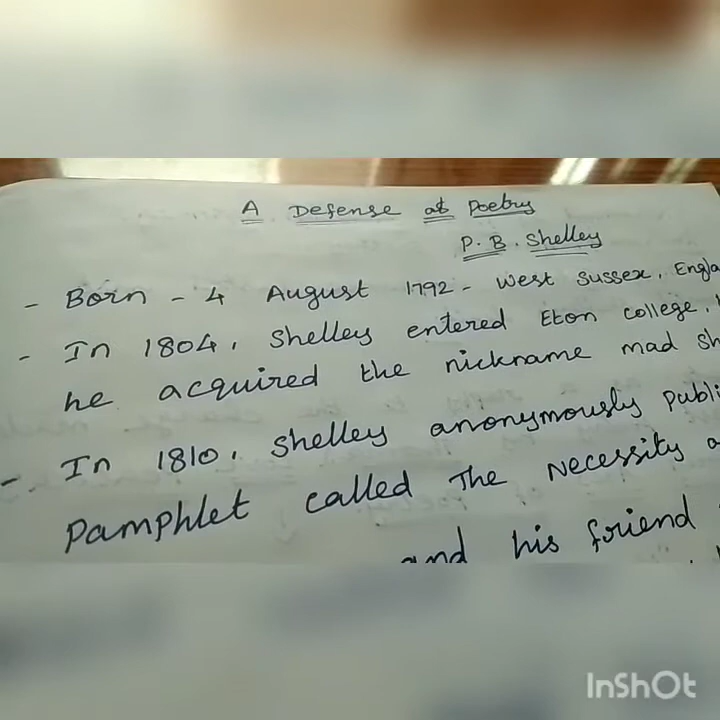 A Defense of Poetry
P. B. Shelley
- Born - 4 August 1792 - West Sussex, Engla
- In 1804, Shelley entered Eton college,
he acquired the nickname mad sh
- In 1810, Shelley anonymously publi
Pamphlet called The Necessity
and his friend
InShOt